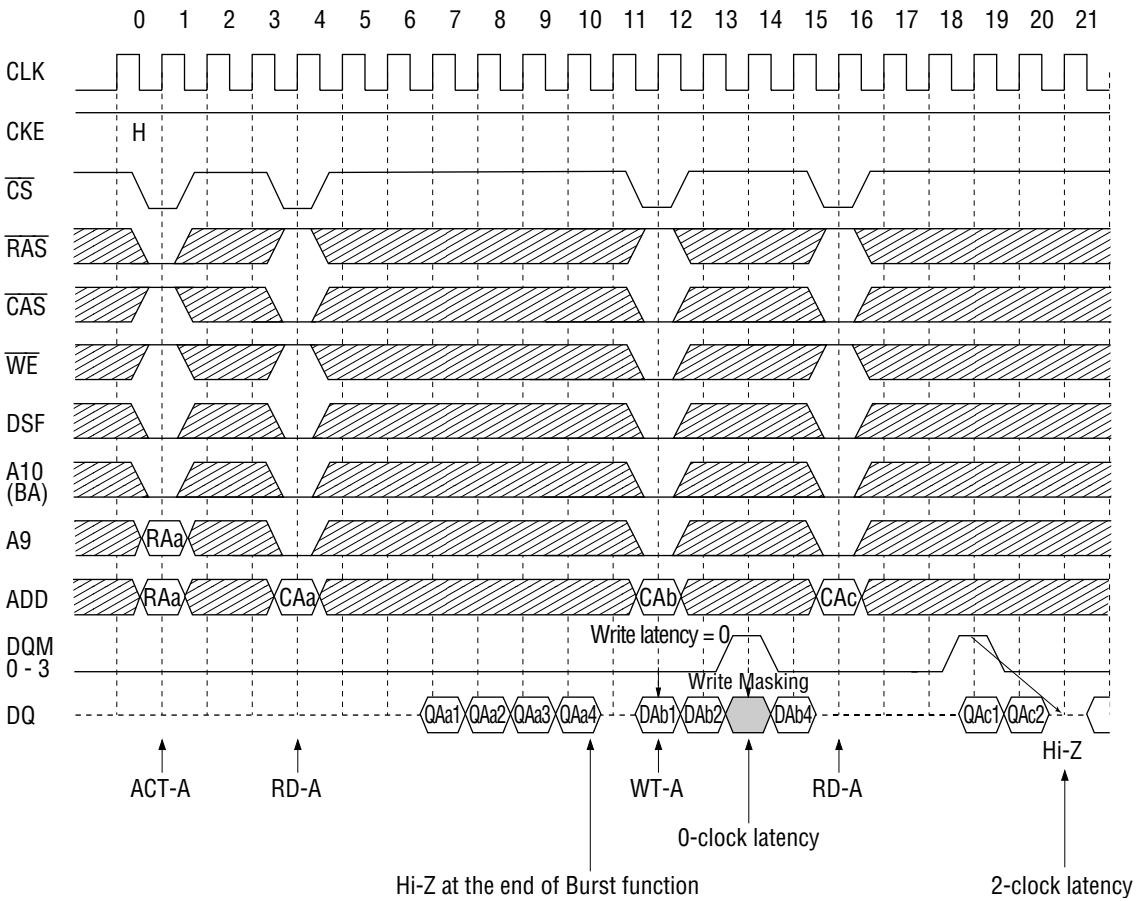 0 1 2 3 4 5 6 7 8 9 10 11 12 13 14 15 16 17 18 19 20 21
CLK
CKE H
CS
RAS
CAS
WE
DSF
A10
(BA)
A9 RAa
ADD RAa CAa CAb CAc
DQM
0 - 3
Write latency = 0
Write Masking
DQ QAa1 QAa2 QAa3 QAa4 DAb1 DAb2 DAb4 QAc1 QAc2
Hi-Z
ACT-A RD-A WT-A RD-A
0-clock latency
Hi-Z at the end of Burst function 2-clock latency